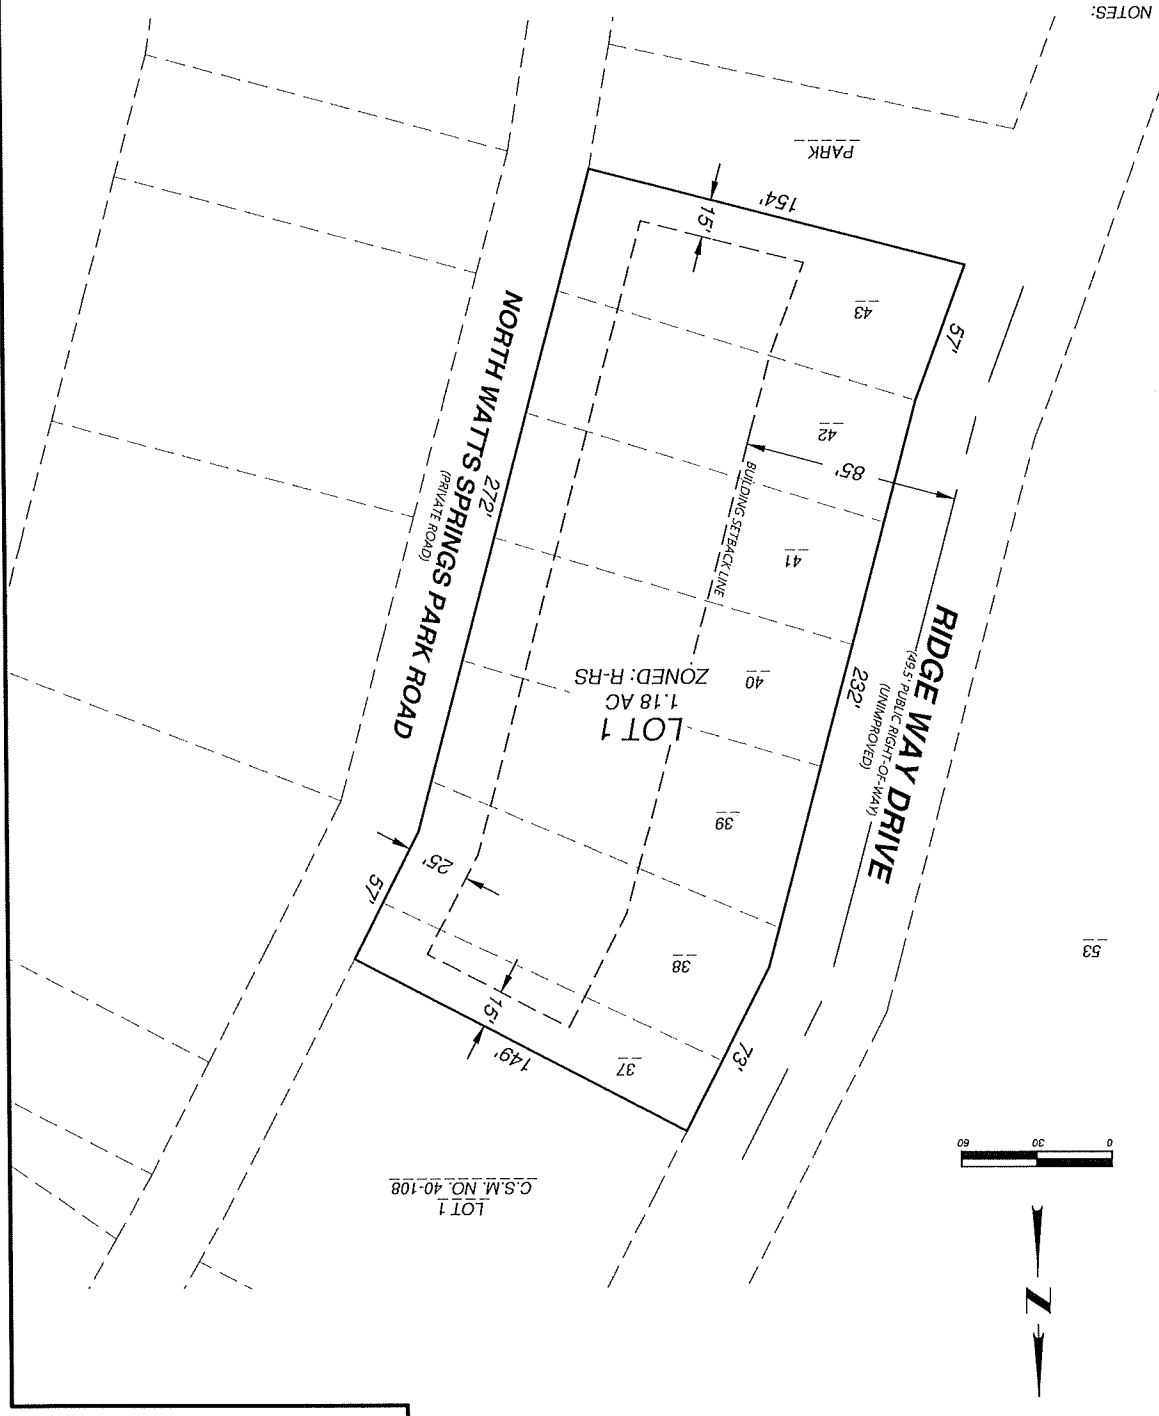 0 30 60
N
LOT 1
C.S.M. NO. 40-108
53
37
149'
15'
73'
57'
25'
38
39
RIDGE WAY DRIVE
(49.5' PUBLIC RIGHT-OF-WAY)
(UNIMPROVED)
232'
LOT 1
1.18 AC
ZONED: R-RS
40
NORTH WATTS SPRINGS PARK ROAD
(PRIVATE ROAD)
272'
41
BUILDING SETBACK LINE
85'
42
57'
43
15'
154'
PARK
NOTES: